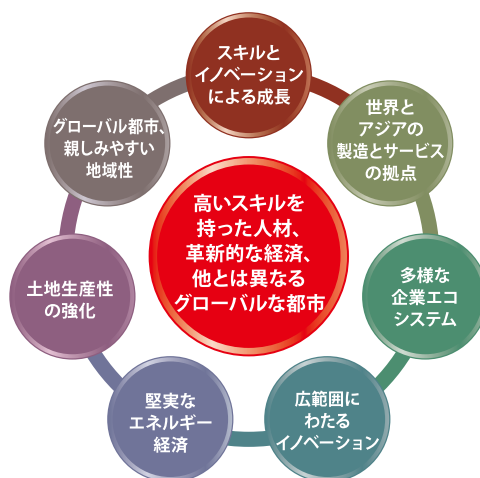 スキルと
イノベーション
による成長
世界と
アジアの
製造とサービス
の拠点
多様な
企業エコ
システム
広範囲に
わたる
イノベーション
堅実な
エネルギー
経済
土地生産性
の強化
グローバル都市、
親しみやすい
地域性
高いスキルを
持った人材、
革新的な経済、
他とは異なる
グローバルな都市